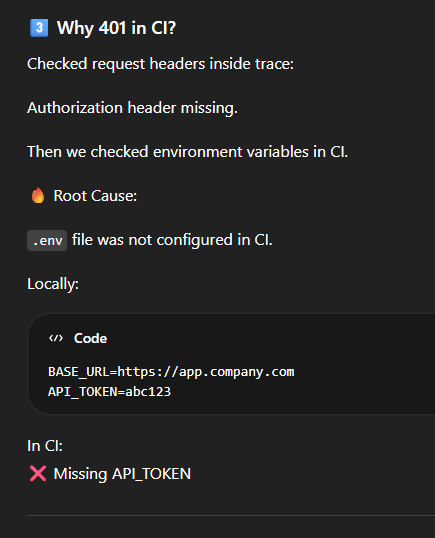 3️⃣ Why 401 in CI?
Checked request headers inside trace:
Authorization header missing.
Then we checked environment variables in CI.
🔥 Root Cause:
.env file was not configured in CI.
Locally:
</> Code
BASE_URL=https://app.company.com
API_TOKEN=abc123
In CI:
❌ Missing API_TOKEN